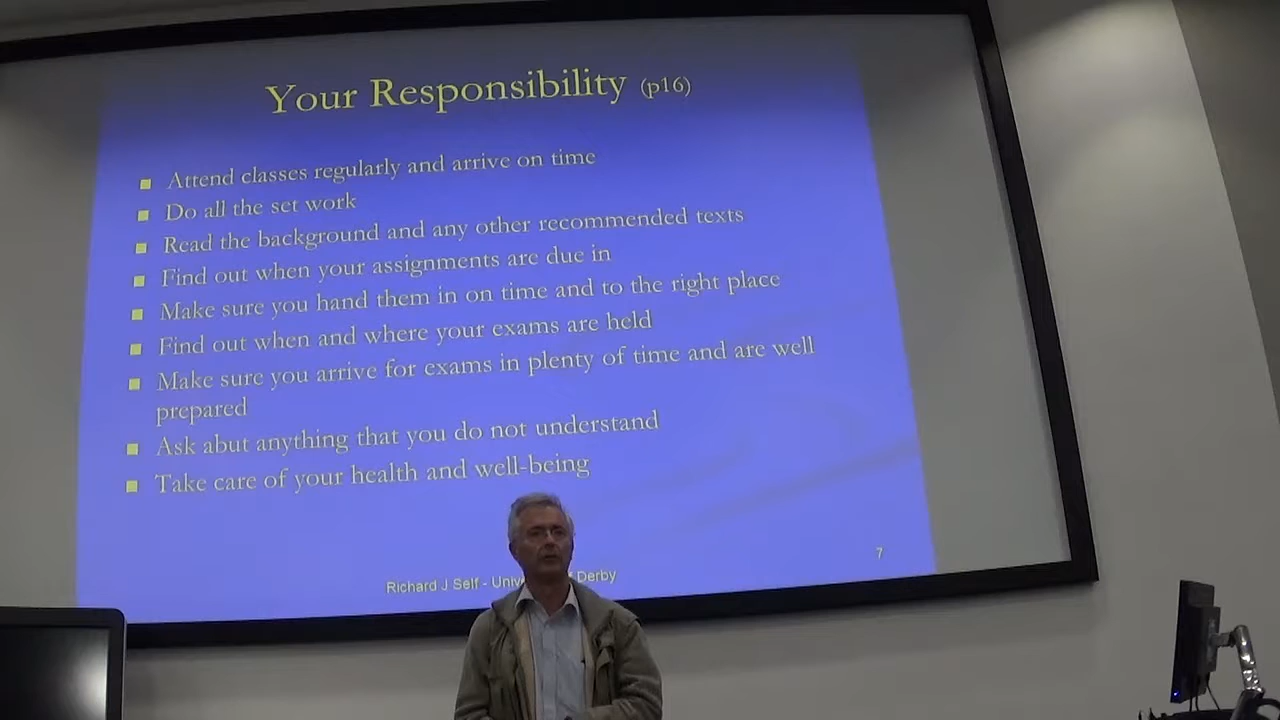 Your Responsibility (p16)
Attend classes regularly and arrive on time
Do all the set work
Read the background and any other recommended texts
Find out when your assignments are due in
Make sure you hand them in on time and to the right place
Find out when and where your exams are held
Make sure you arrive for exams in plenty of time and are well
prepared
Ask abut anything that you do not understand
Take care of your health and well-being
7
Richard J Self - Derby